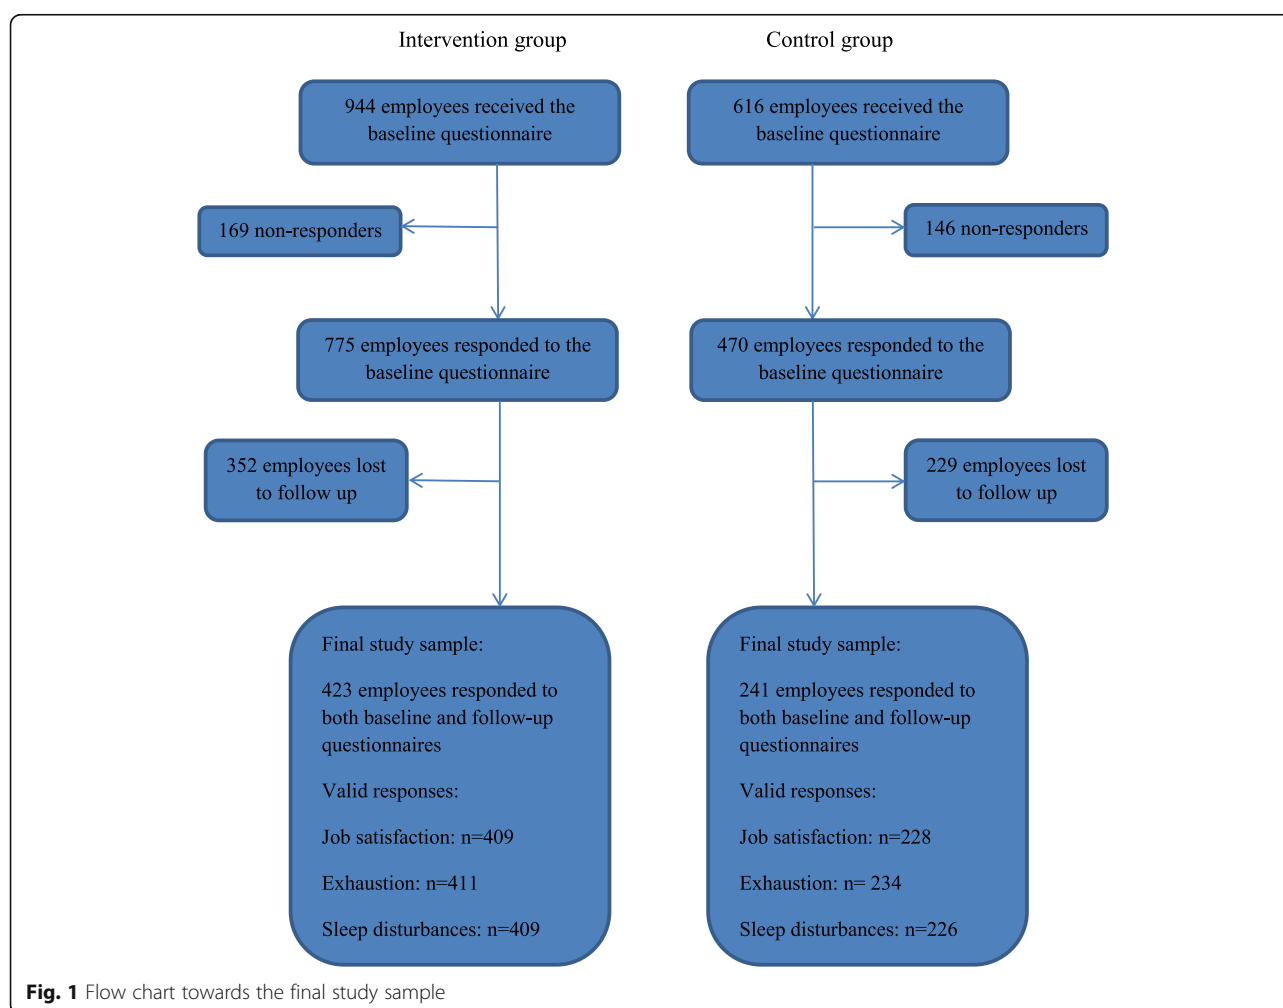 Intervention group
Control group
944 employees received the
baseline questionnaire
616 employees received the
baseline questionnaire
169 non-responders
146 non-responders
775 employees responded to the
baseline questionnaire
470 employees responded to the
baseline questionnaire
352 employees lost
to follow up
229 employees lost
to follow up
Final study sample:
423 employees responded to
both baseline and follow-up
questionnaires
Valid responses:
Job satisfaction: n=409
Exhaustion: n=411
Sleep disturbances: n=409
Final study sample:
241 employees responded to
both baseline and follow-up
questionnaires
Valid responses:
Job satisfaction: n=228
Exhaustion: n= 234
Sleep disturbances: n=226
Fig. 1 Flow chart towards the final study sample